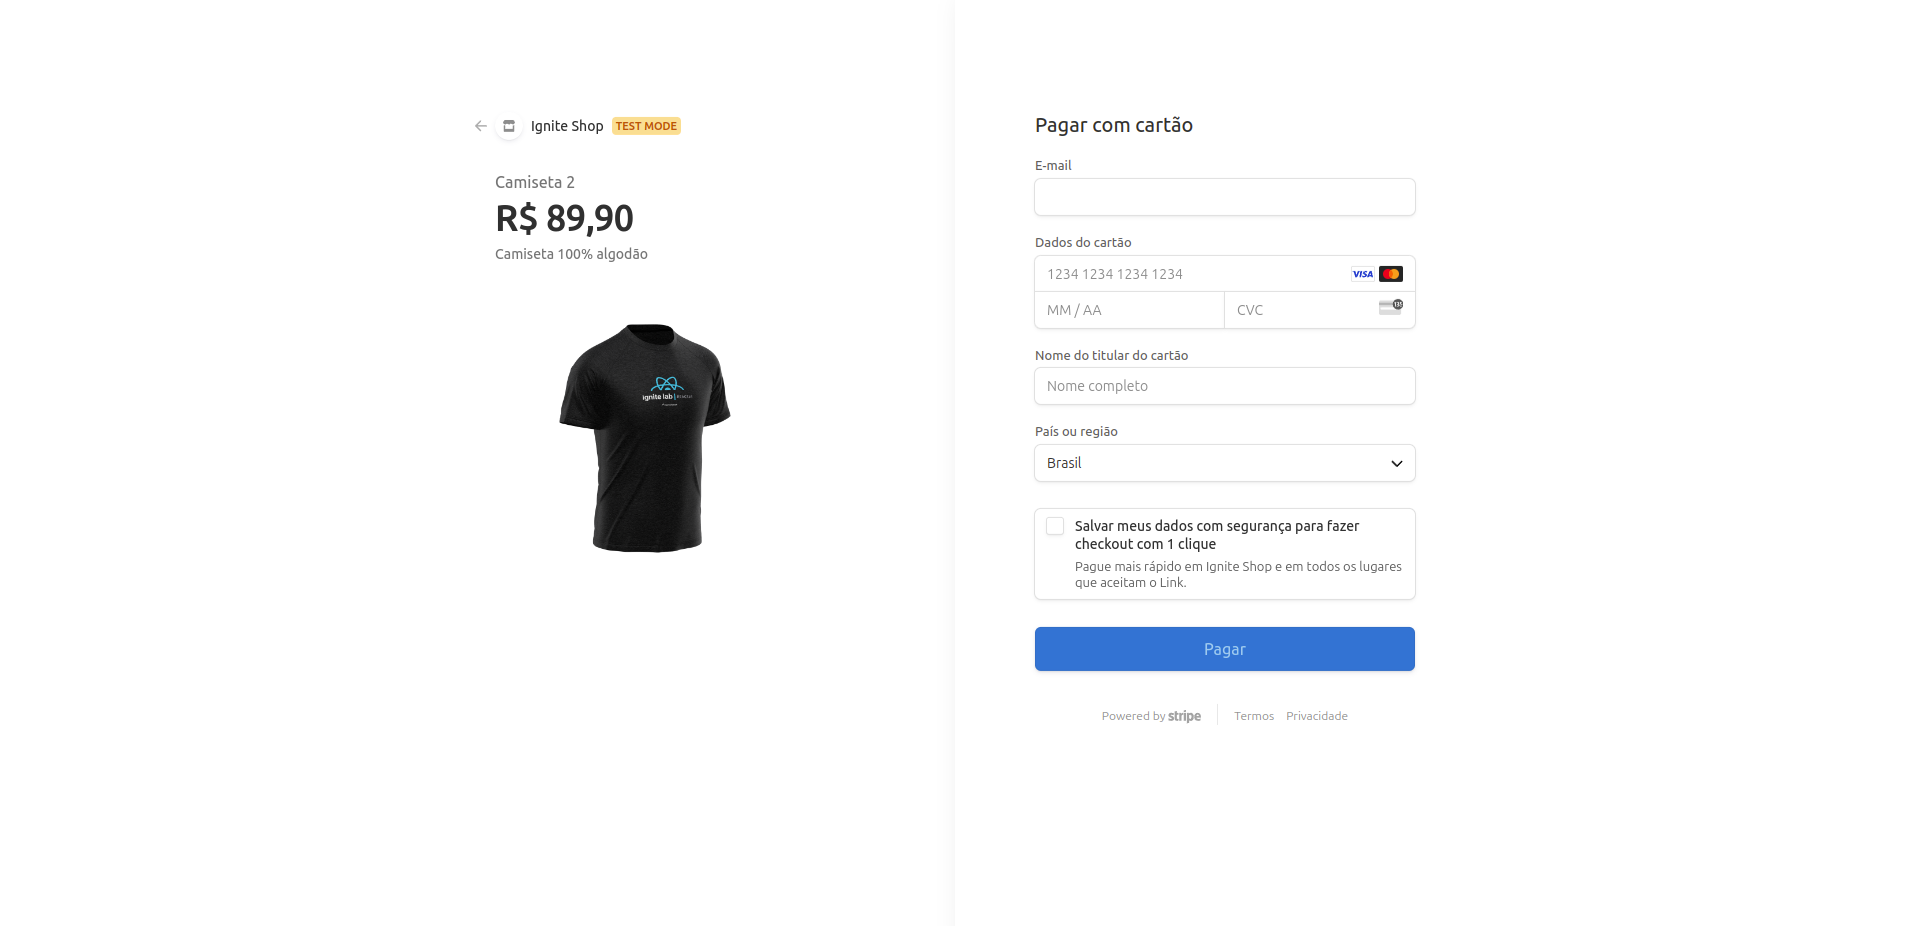 Ignite Shop TEST MODE
Camiseta 2
R$ 89,90
Camiseta 100% algodão
ignite lab
Pagar com cartão
E-mail
Dados do cartão
1234 1234 1234 1234 VISA
MM / AA CVC
Nome do titular do cartão
Nome completo
País ou região
Brasil
Salvar meus dados com segurança para fazer
checkout com 1 clique
Pague mais rápido em Ignite Shop e em todos os lugares
que aceitam o Link.
Pagar
Powered by stripe Termos Privacidade